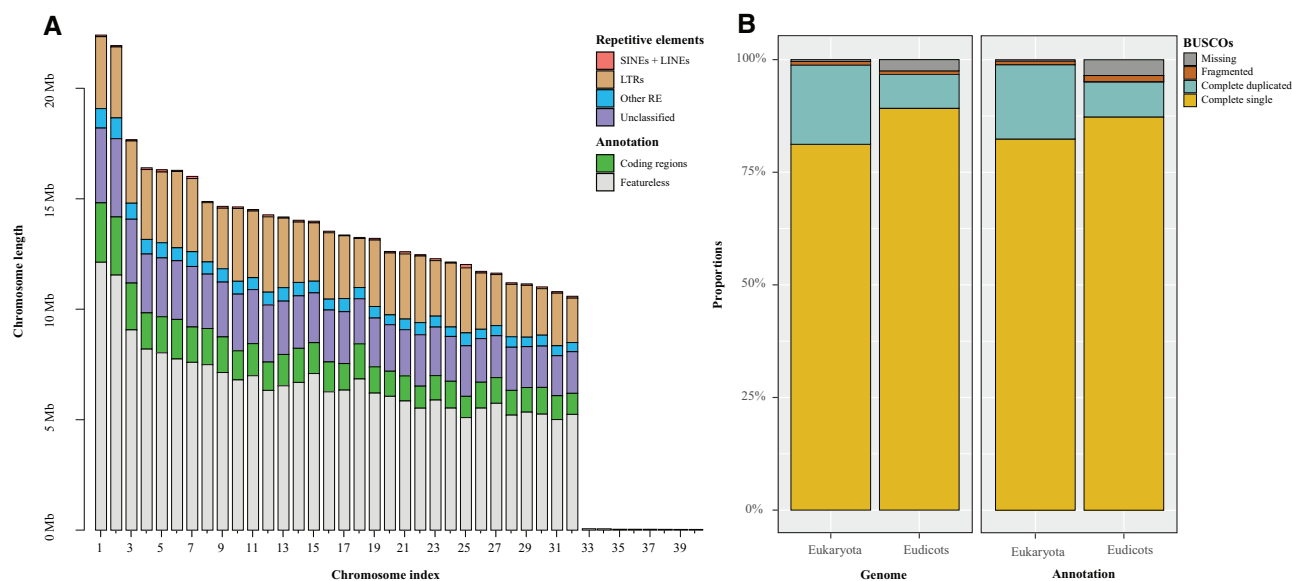 A
Chromosome length
0 Mb
5 Mb
10 Mb
15 Mb
20 Mb
Repetitive elements
SINEs + LINEs
LTRs
Other RE
Unclassified
Annotation
Coding regions
Featureless
1 3 5 7 9 11 13 15 17 19 21 23 25 27 29 31 33 35 37 39
Chromosome index
B
Proportions
100%
75%
50%
25%
0%
BUSCOs
Missing
Fragmented
Complete duplicated
Complete single
Eukaryota Eudicots Eukaryota Eudicots
Genome Annotation